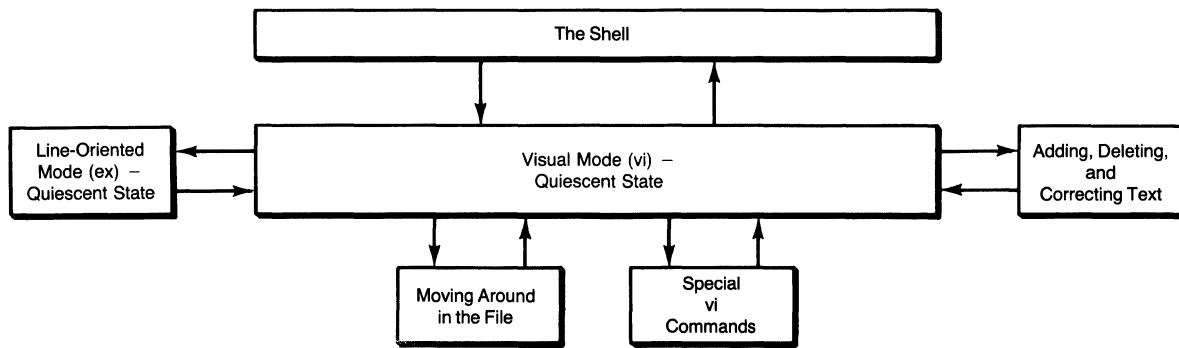 The Shell
Line-Oriented
Mode (ex) –
Quiescent State
Visual Mode (vi) –
Quiescent State
Adding, Deleting,
and
Correcting Text
Moving Around
in the File
Special
vi
Commands